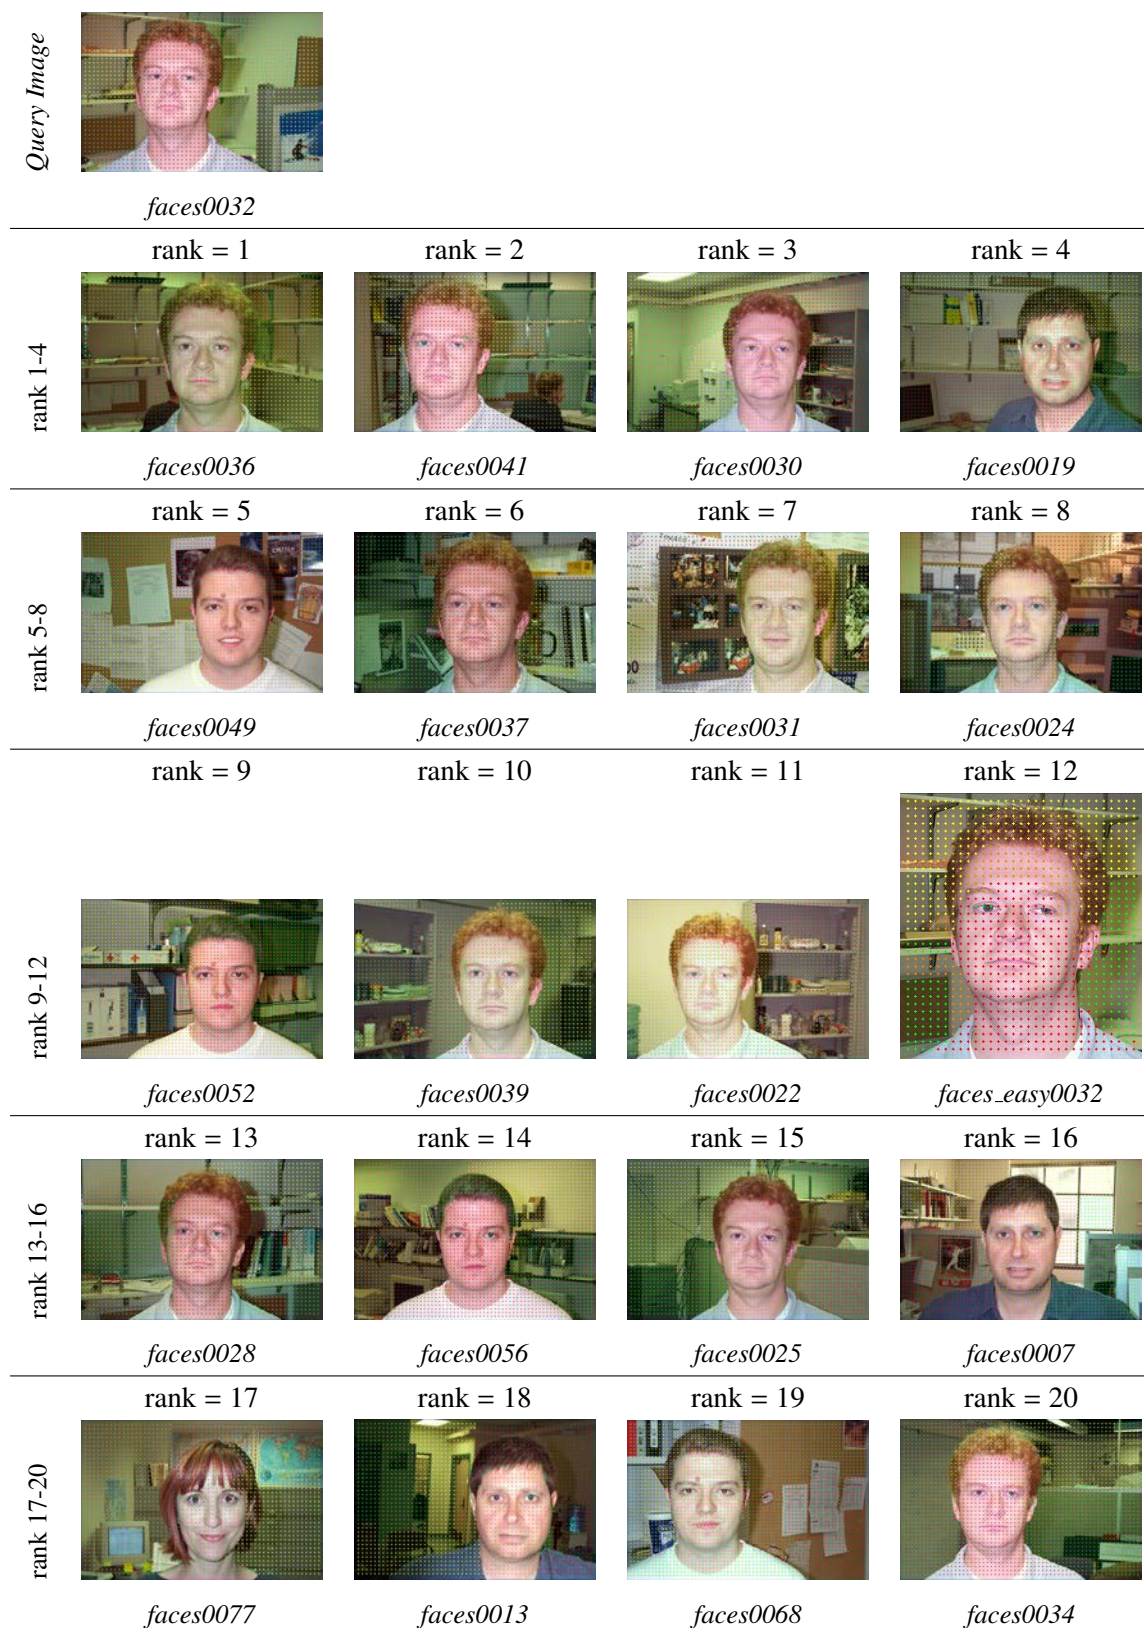 Query Image
faces0032
rank = 1 rank = 2 rank = 3 rank = 4
rank 1-4
faces0036 faces0041 faces0030 faces0019
rank = 5 rank = 6 rank = 7 rank = 8
rank 5-8
faces0049 faces0037 faces0031 faces0024
rank = 9 rank = 10 rank = 11 rank = 12
rank 9-12
faces0052 faces0039 faces0022 faces_easy0032
rank = 13 rank = 14 rank = 15 rank = 16
rank 13-16
faces0028 faces0056 faces0025 faces0007
rank = 17 rank = 18 rank = 19 rank = 20
rank 17-20
faces0077 faces0013 faces0068 faces0034